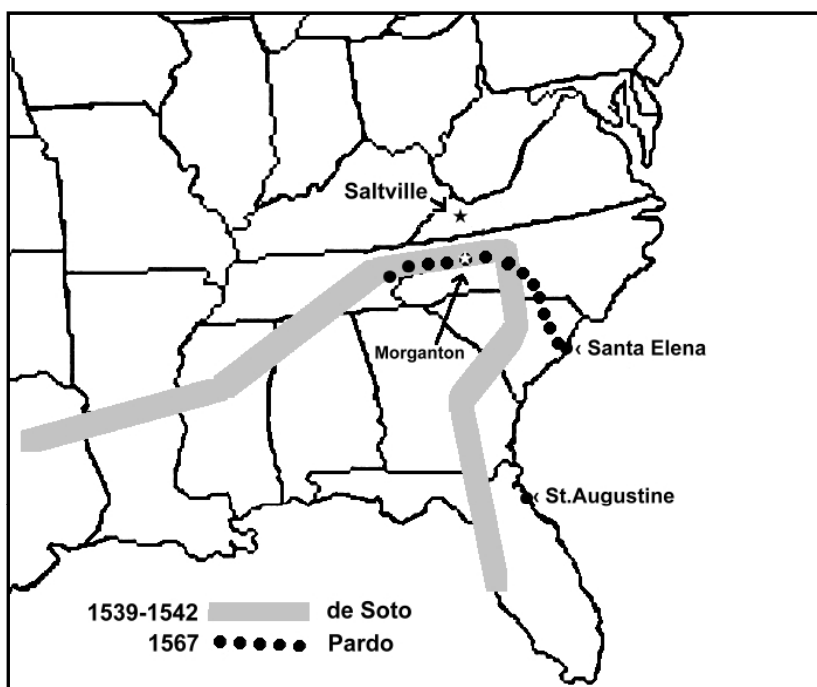 Saltville
Morganton
‹ Santa Elena
‹ St.Augustine
1539-1542 de Soto
1567 Pardo